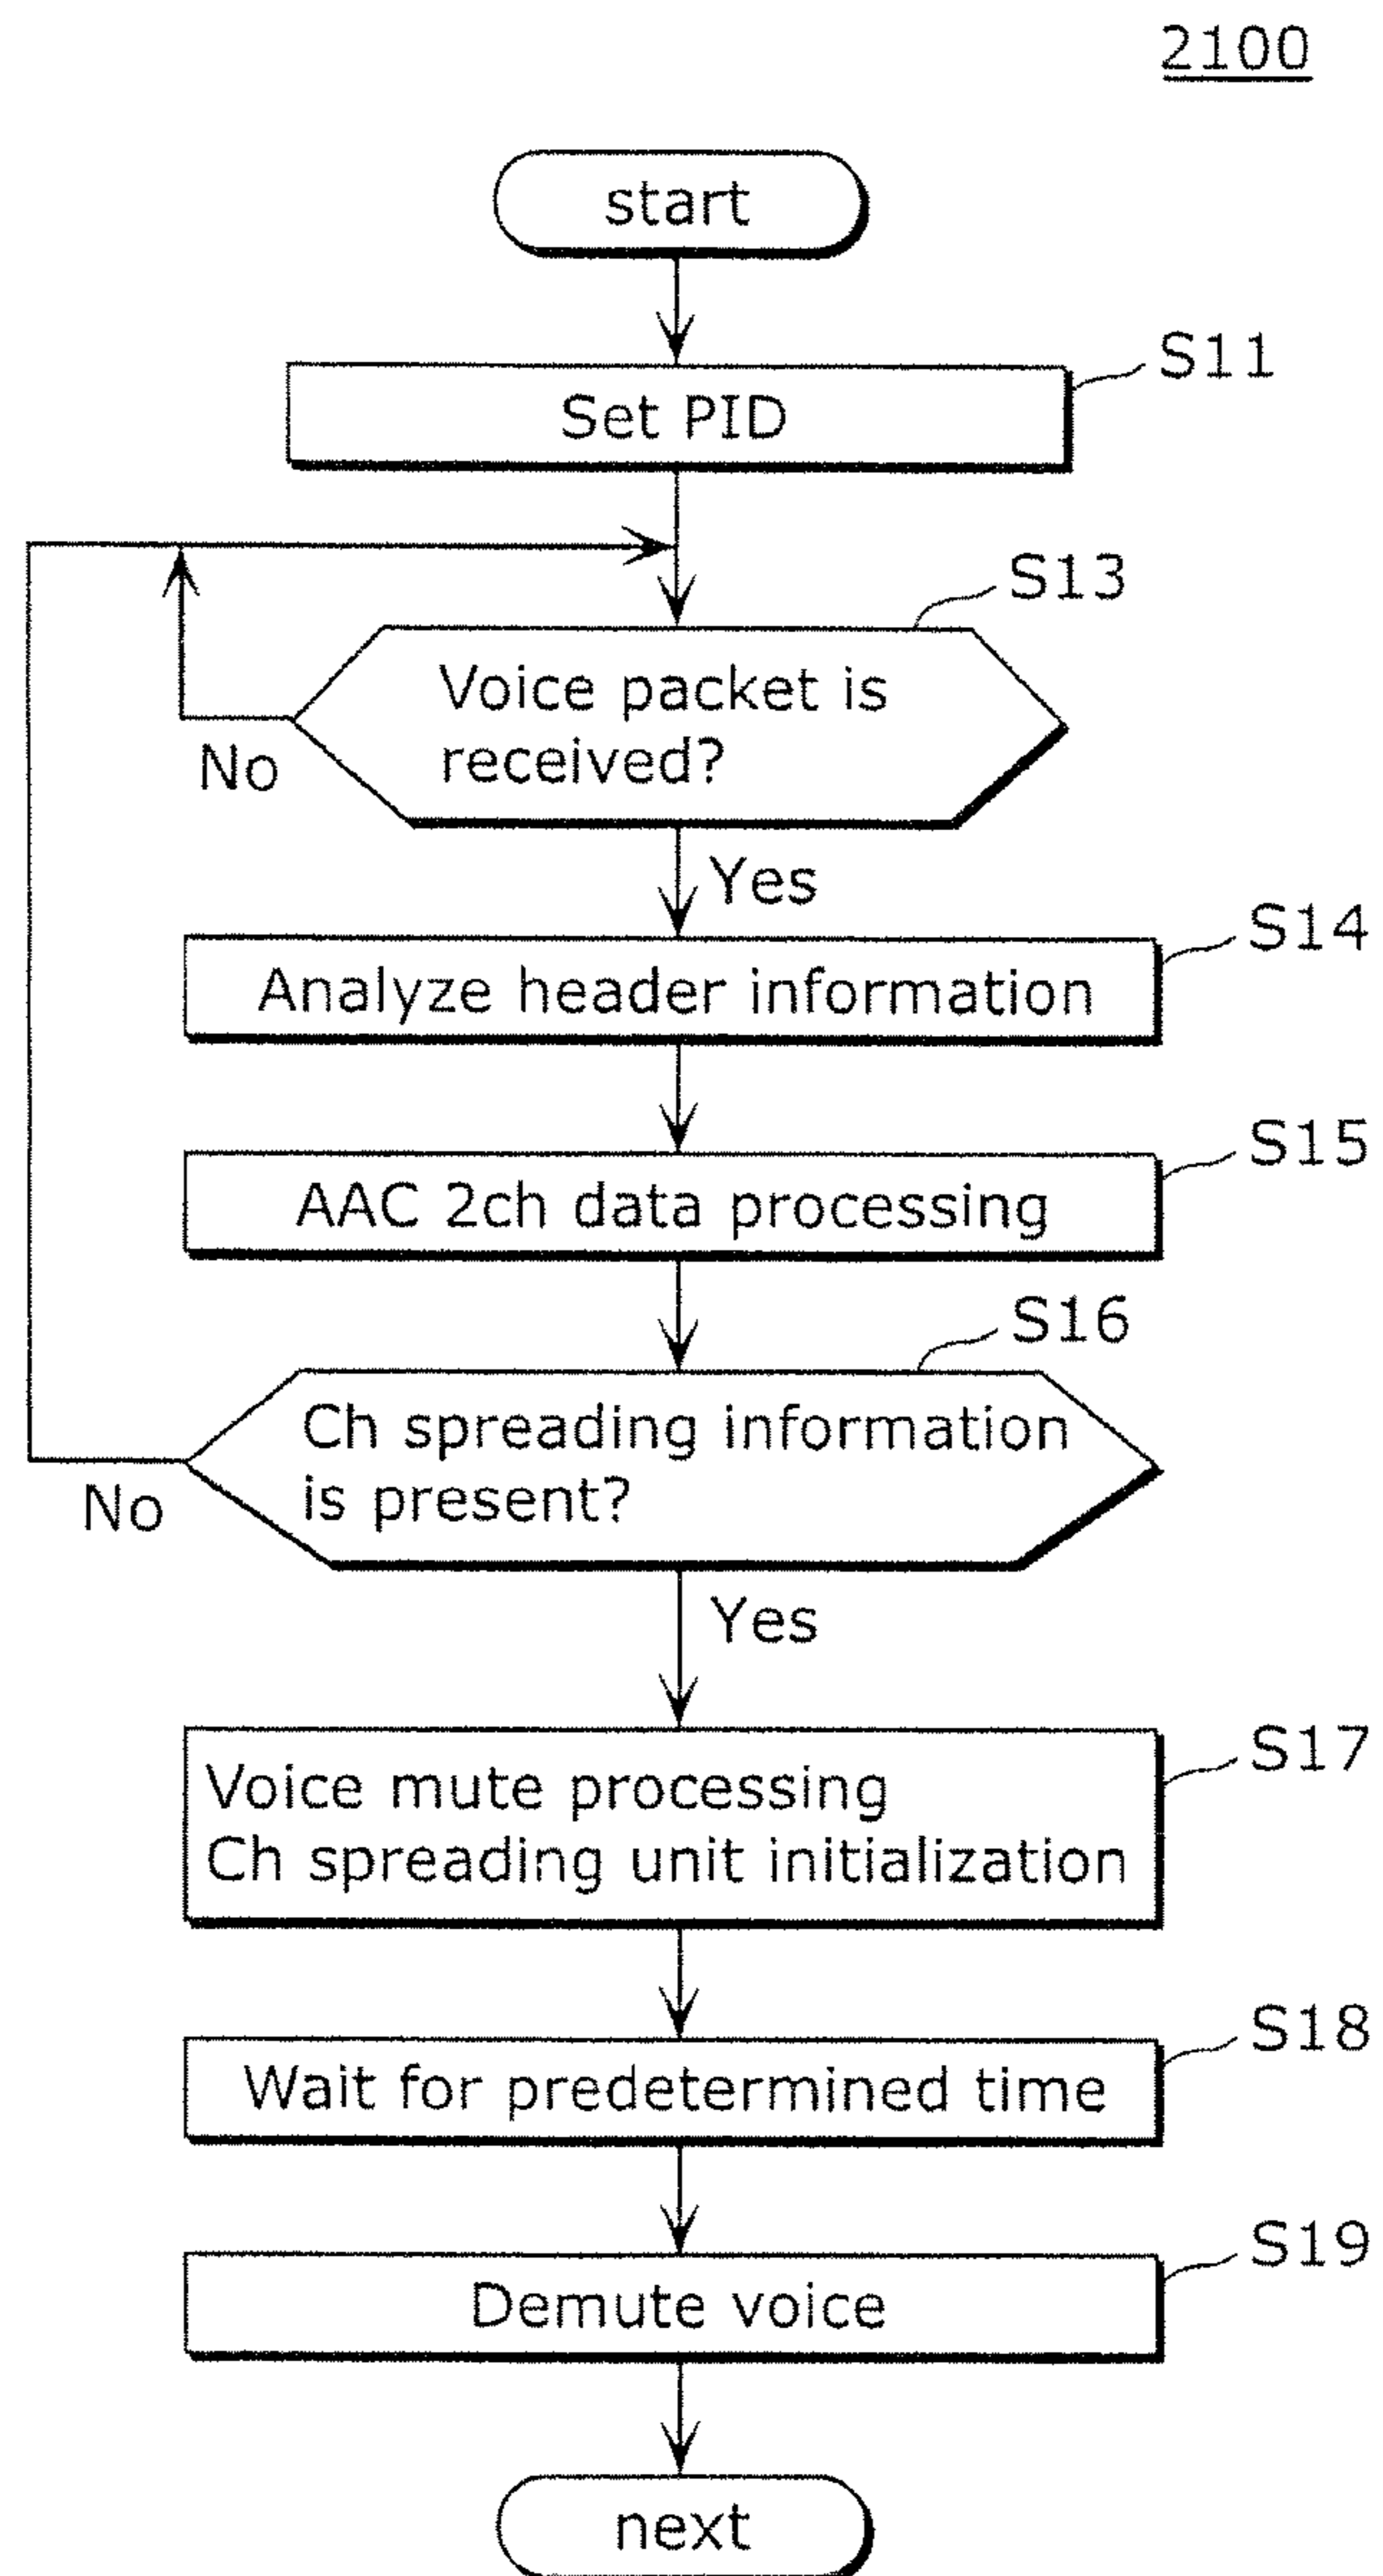 2100
start
S11
Set PID
S13
Voice packet is
received?
No
Yes
S14
Analyze header information
S15
AAC 2ch data processing
S16
Ch spreading information
is present?
No
Yes
S17
Voice mute processing
Ch spreading unit initialization
S18
Wait for predetermined time
S19
Demute voice
next